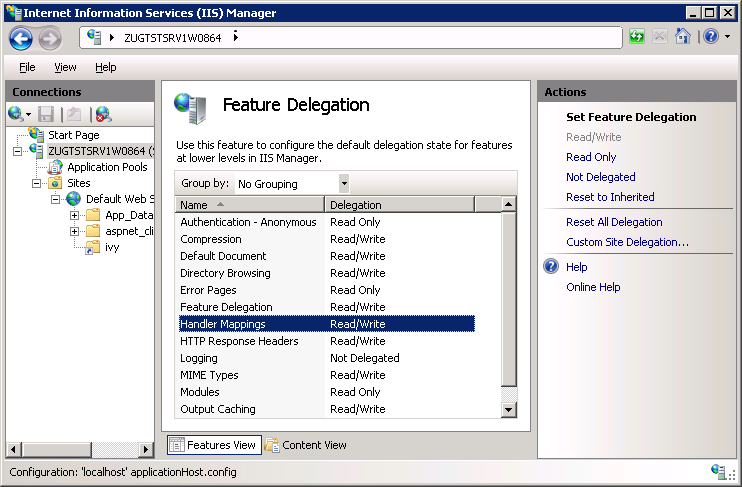 Internet Information Services (IIS) Manager
ZUGTSTSRV1W0864
File View Help
Connections
Start Page
ZUGTSTSRV1W0864 (
Application Pools
Sites
Default Web S
App_Data
aspnet_cli
ivy
Feature Delegation
Use this feature to configure the default delegation state for features
at lower levels in IIS Manager.
Group by: No Grouping
Name Delegation
Authentication - Anonymous Read Only
Compression Read/Write
Default Document Read/Write
Directory Browsing Read/Write
Error Pages Read Only
Feature Delegation Read/Write
Handler Mappings Read/Write
HTTP Response Headers Read/Write
Logging Not Delegated
MIME Types Read/Write
Modules Read Only
Output Caching Read/Write
Features View Content View
Actions
Set Feature Delegation
Read/Write
Read Only
Not Delegated
Reset to Inherited
Reset All Delegation
Custom Site Delegation...
Help
Online Help
Configuration: 'localhost' applicationHost.config